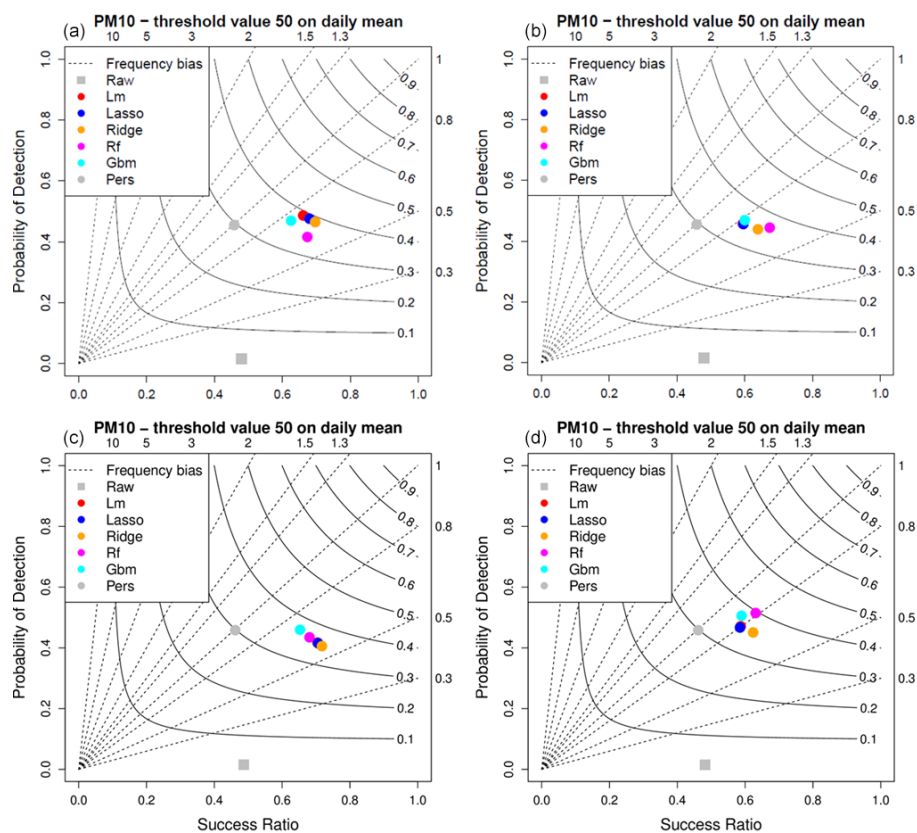 (a) PM10 − threshold value 50 on daily mean
10 5 3 2 1.5 1.3
Frequency bias
Raw
Lm
Lasso
Ridge
Rf
Gbm
Pers
Probability of Detection
1.0
0.8
0.6
0.4
0.2
0.0
0.0 0.2 0.4 0.6 0.8 1.0
0.9
0.8
0.7
0.6
0.5
0.4
0.3
0.2
0.1
1
0.8
0.5
0.3
(b) PM10 − threshold value 50 on daily mean
10 5 3 2 1.5 1.3
Frequency bias
Raw
Lm
Lasso
Ridge
Rf
Gbm
Pers
Probability of Detection
1.0
0.8
0.6
0.4
0.2
0.0
0.0 0.2 0.4 0.6 0.8 1.0
0.9
0.8
0.7
0.6
0.5
0.4
0.3
0.2
0.1
1
0.8
0.5
0.3
(c) PM10 − threshold value 50 on daily mean
10 5 3 2 1.5 1.3
Frequency bias
Raw
Lm
Lasso
Ridge
Rf
Gbm
Pers
Probability of Detection
1.0
0.8
0.6
0.4
0.2
0.0
0.0 0.2 0.4 0.6 0.8 1.0
Success Ratio
0.9
0.8
0.7
0.6
0.5
0.4
0.3
0.2
0.1
1
0.8
0.5
0.3
(d) PM10 − threshold value 50 on daily mean
10 5 3 2 1.5 1.3
Frequency bias
Raw
Lm
Lasso
Ridge
Rf
Gbm
Pers
Probability of Detection
1.0
0.8
0.6
0.4
0.2
0.0
0.0 0.2 0.4 0.6 0.8 1.0
Success Ratio
0.9
0.8
0.7
0.6
0.5
0.4
0.3
0.2
0.1
1
0.8
0.5
0.3